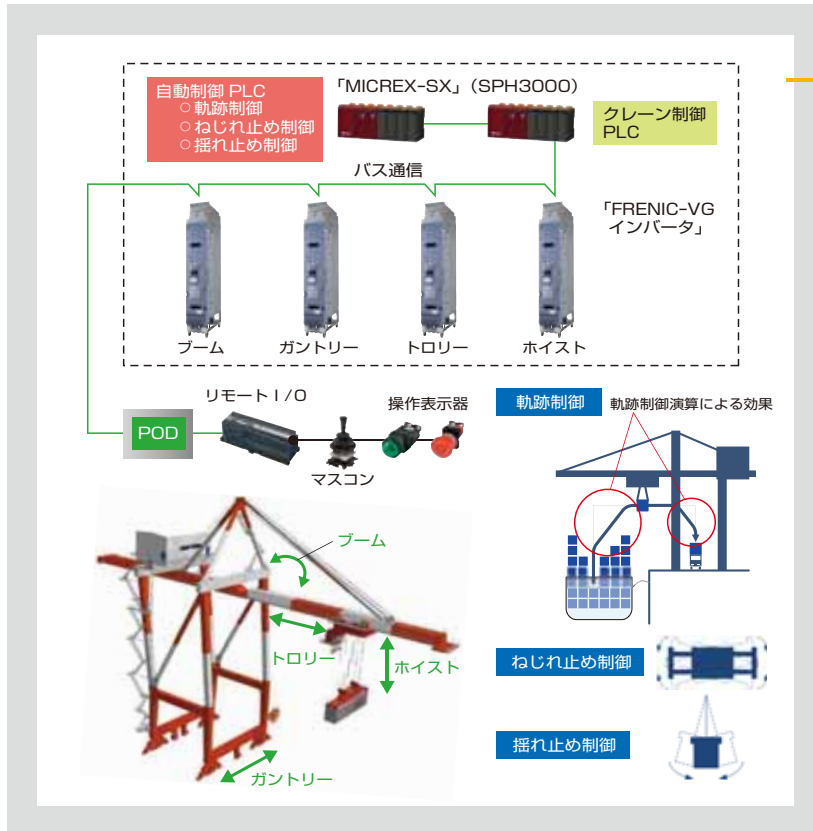 自動制御 PLC
○軌跡制御
○ねじれ止め制御
○揺れ止め制御
「MICREX-SX」（SPH3000）
クレーン制御
PLC
バス通信
「FRENIC-VG
インバータ」
ブーム
ガントリー
トロリー
ホイスト
リモート I/O
操作表示器
POD
マスコン
軌跡制御
軌跡制御演算による効果
ブーム
トロリー
ホイスト
ガントリー
ねじれ止め制御
揺れ止め制御